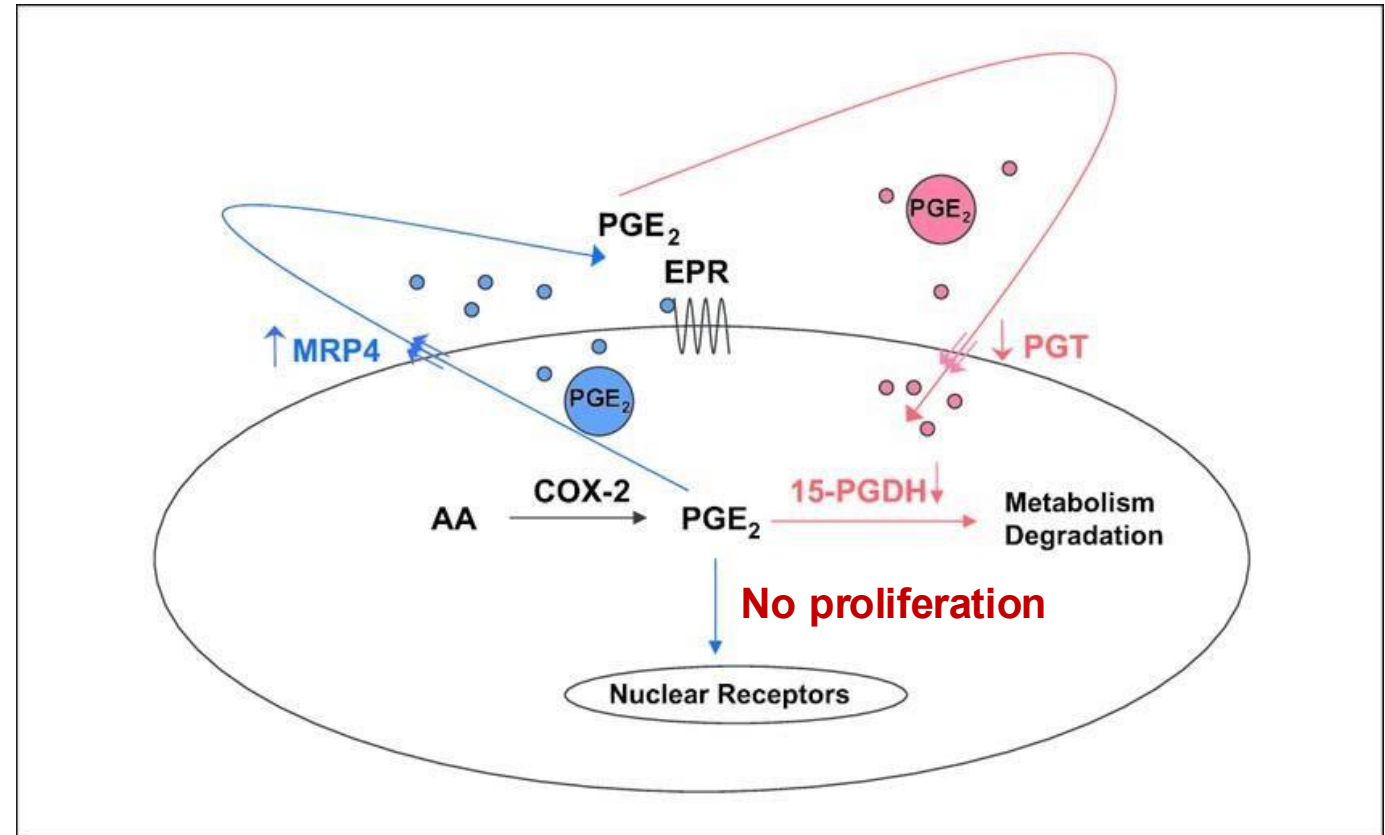 PGE₂
EPR
PGE₂
↑ MRP4
↓ PGT
PGE₂
COX-2
15-PGDH↓
AA
PGE₂
Metabolism
Degradation
No proliferation
Nuclear Receptors